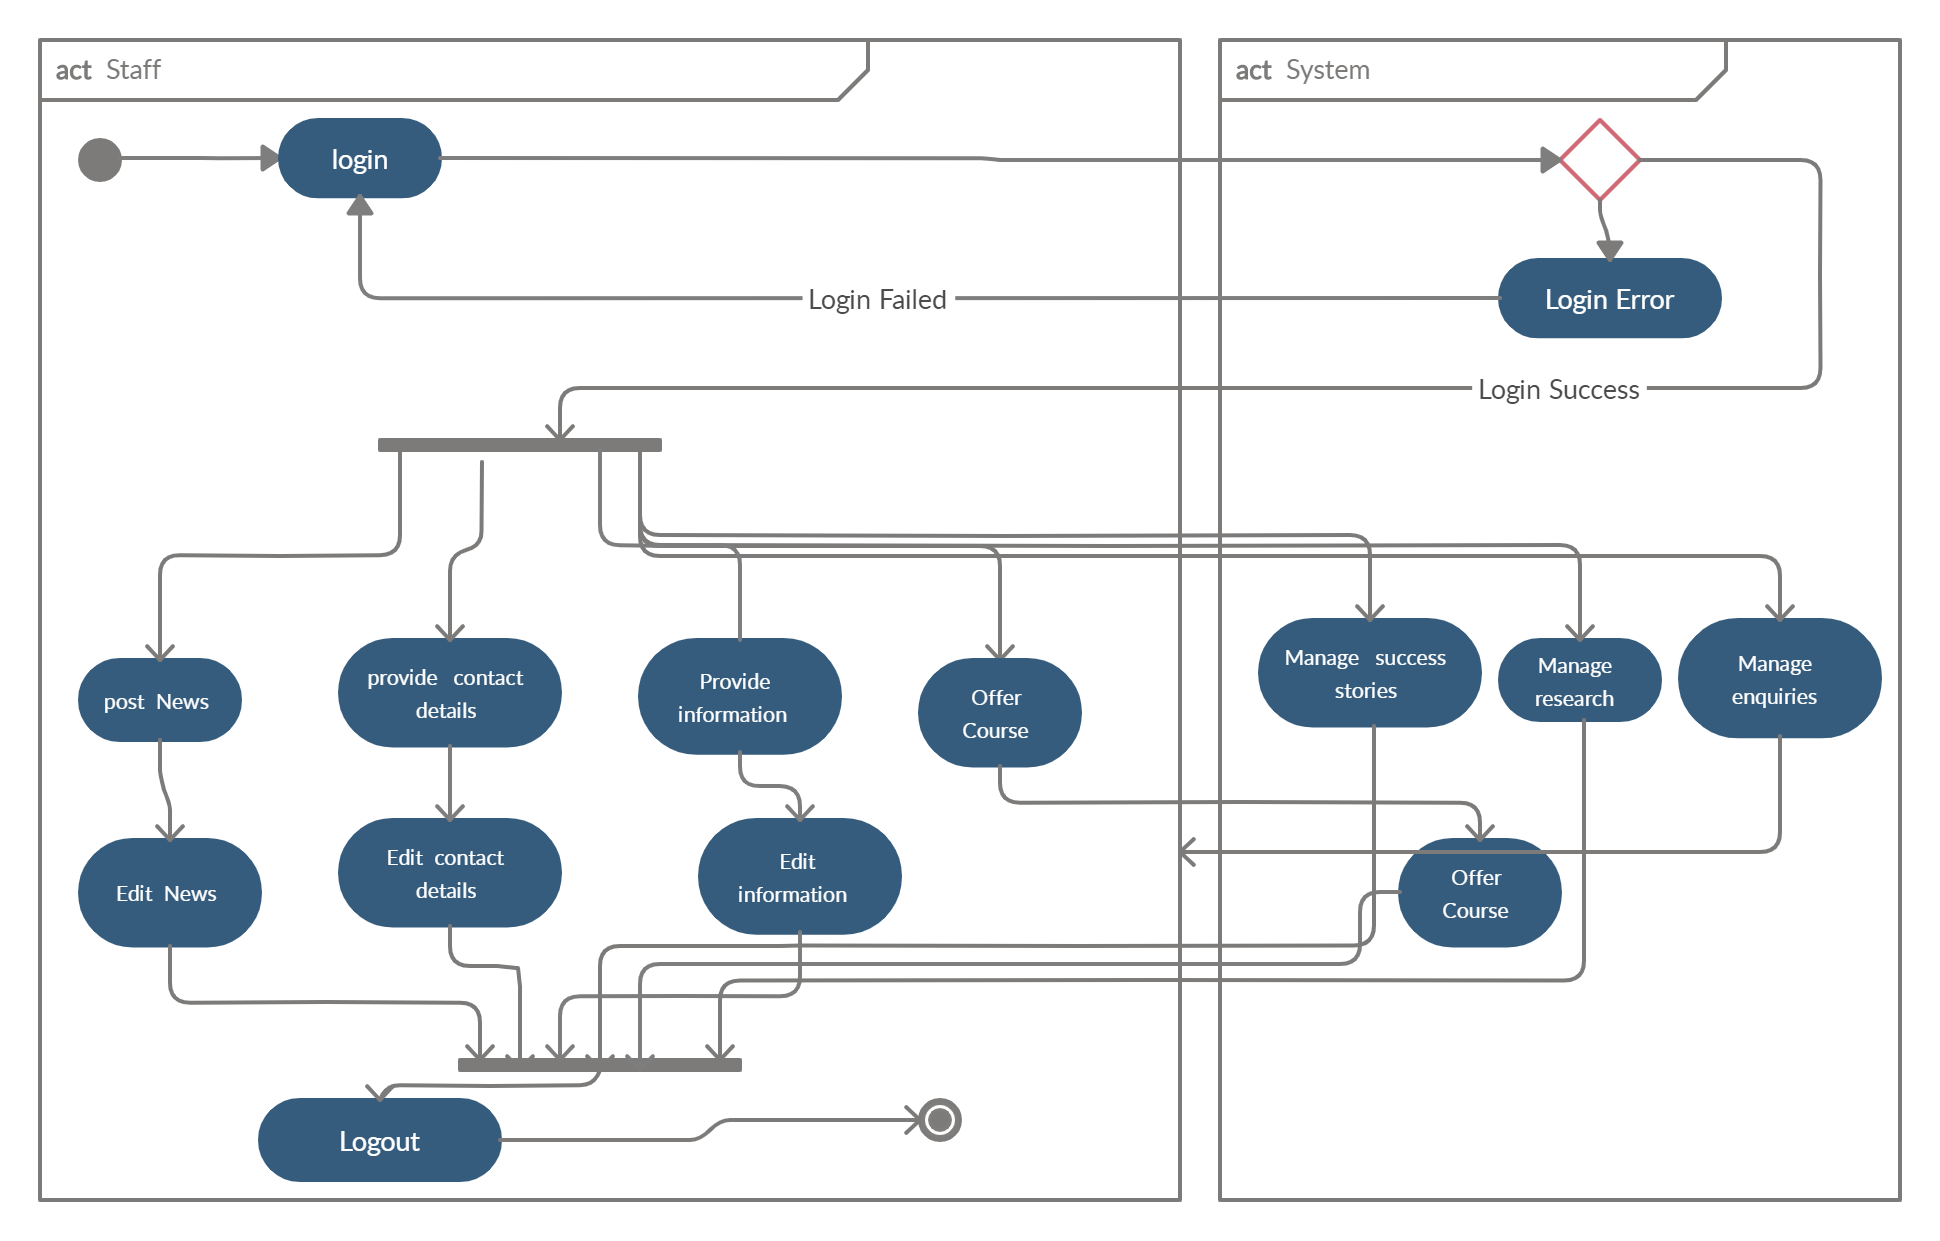 act Staff
act System
login
Login Failed
Login Error
Login Success
post News
provide contact
details
Provide
information
Offer
Course
Manage success
stories
Manage
research
Manage
enquiries
Edit News
Edit contact
details
Edit
information
Offer
Course
Logout